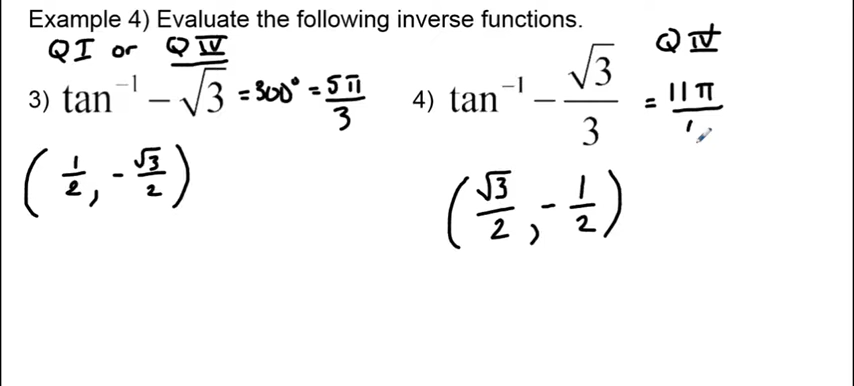 Example 4) Evaluate the following inverse functions.
QI or QIV
3) tan⁻¹ −√3 = 300° = 5π/3
(1/2, −√3/2)
QIV
4) tan⁻¹ −√3/3 = 11π/
(√3/2, −1/2)